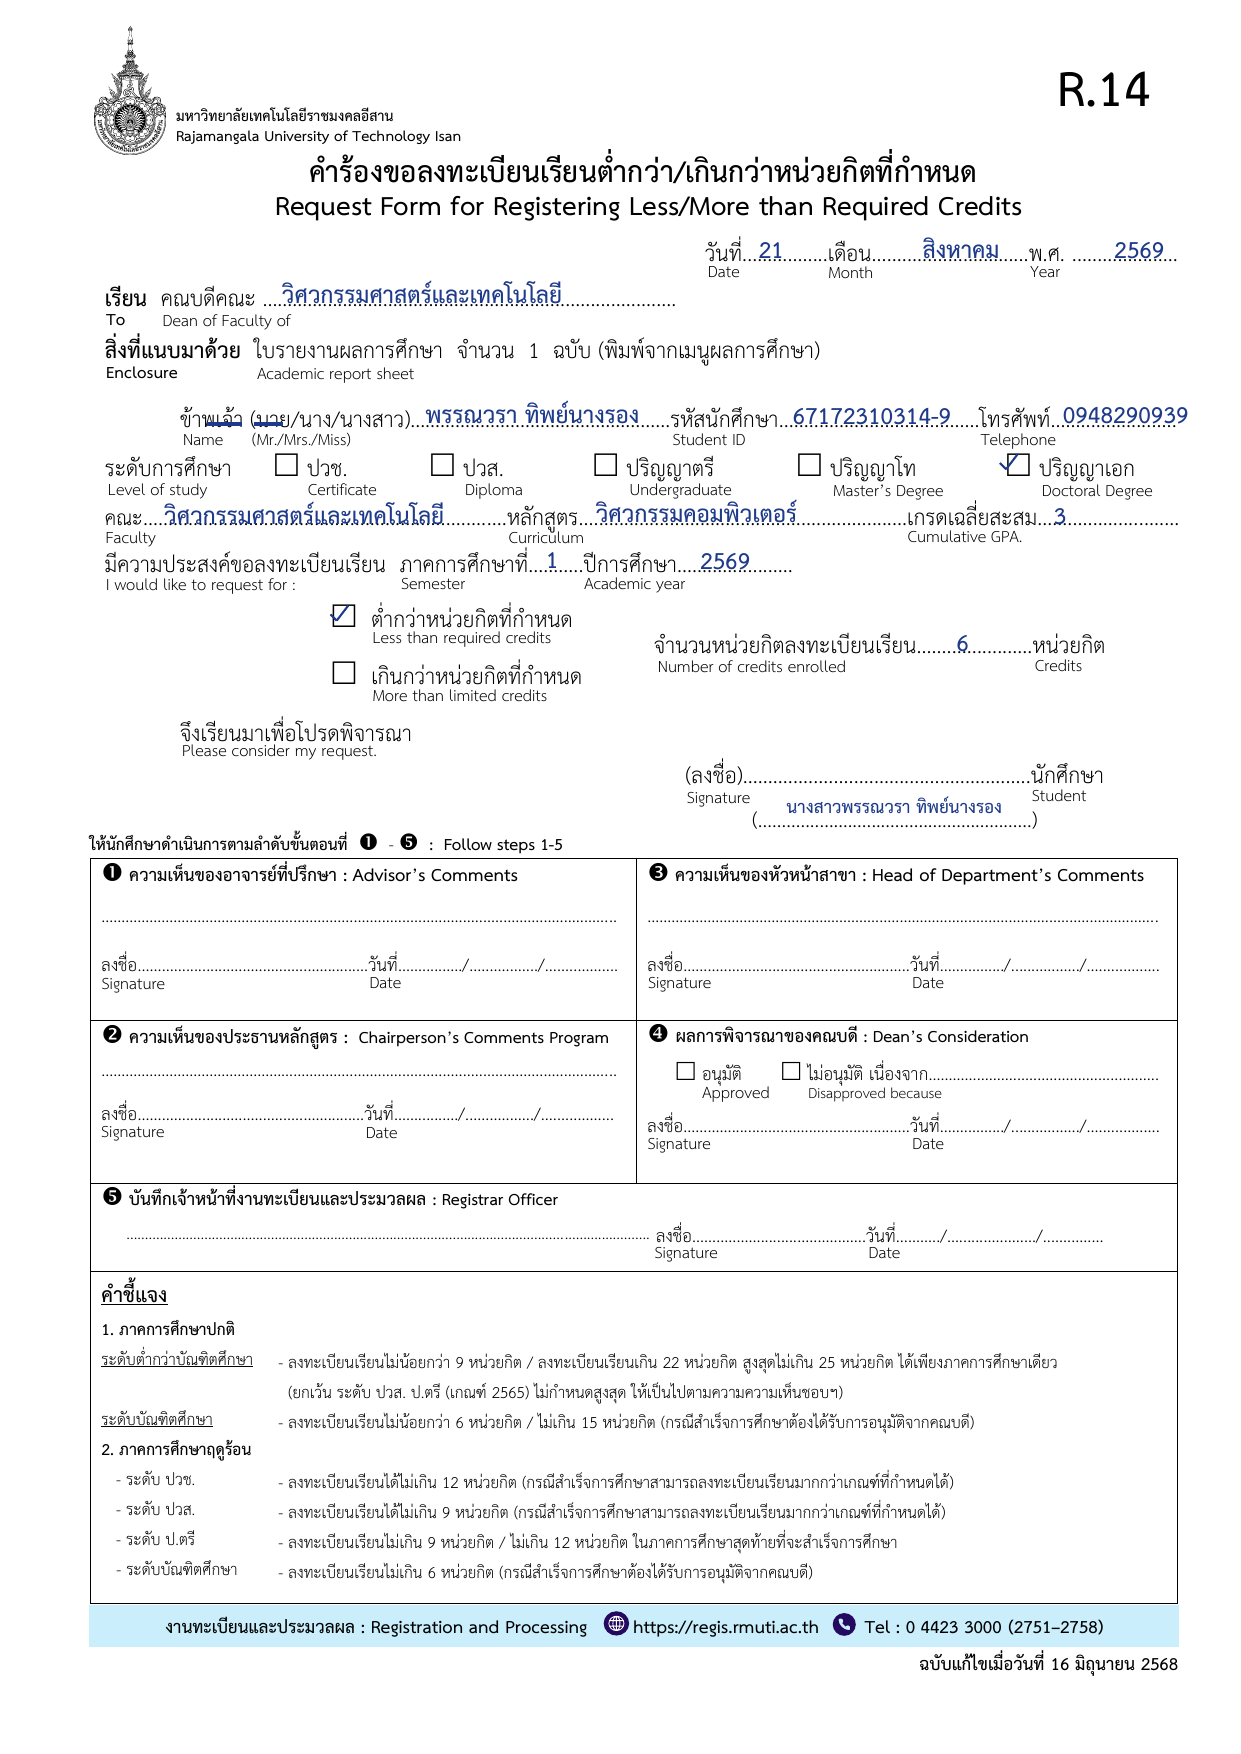 R.14
มหาวิทยาลัยเทคโนโลยีราชมงคลอีสาน
Rajamangala University of Technology Isan
คำร้องขอลงทะเบียนเรียนต่ำกว่า/เกินกว่าหน่วยกิตที่กำหนด
Request Form for Registering Less/More than Required Credits
วันที่...21..........เดือน..........สิงหาคม......พ.ศ. ........2569...
Date Month Year
เรียน คณบดีคณะ ....วิศวกรรมศาสตร์และเทคโนโลยี........................
To Dean of Faculty of
สิ่งที่แนบมาด้วย ใบรายงานผลการศึกษา จำนวน 1 ฉบับ (พิมพ์จากเมนูผลการศึกษา)
Enclosure Academic report sheet
ข้าพเจ้า (นาย/นาง/นางสาว)...พรรณวรา ทิพย์นางรอง......รหัสนักศึกษา...67172310314-9.....โทรศัพท์...0948290939
Name (Mr./Mrs./Miss) Student ID Telephone
ระดับการศึกษา ☐ ปวช. ☐ ปวส. ☐ ปริญญาตรี ☐ ปริญญาโท ☑ ปริญญาเอก
Level of study Certificate Diploma Undergraduate Master's Degree Doctoral Degree
คณะ....วิศวกรรมศาสตร์และเทคโนโลยี............หลักสูตร...วิศวกรรมคอมพิวเตอร์....................เกรดเฉลี่ยสะสม...3.....................
Faculty Curriculum Cumulative GPA.
มีความประสงค์ขอลงทะเบียนเรียน ภาคการศึกษาที่....1.....ปีการศึกษา.....2569.......
I would like to request for : Semester Academic year
☑ ต่ำกว่าหน่วยกิตที่กำหนด
Less than required credits
จำนวนหน่วยกิตลงทะเบียนเรียน........6............หน่วยกิต
Number of credits enrolled Credits
☐ เกินกว่าหน่วยกิตที่กำหนด
More than limited credits
จึงเรียนมาเพื่อโปรดพิจารณา
Please consider my request.
(ลงชื่อ)....................................................นักศึกษา
Signature Student
(นางสาวพรรณวรา ทิพย์นางรอง)
ให้นักศึกษาดำเนินการตามลำดับขั้นตอนที่ ❶ - ❺ : Follow steps 1-5
❶ ความเห็นของอาจารย์ที่ปรึกษา : Advisor's Comments
ลงชื่อ..........................................................วันที่................/................./..................
Signature Date
❷ ความเห็นของประธานหลักสูตร : Chairperson's Comments Program
ลงชื่อ..........................................................วันที่................/................./..................
Signature Date
❸ ความเห็นของหัวหน้าสาขา : Head of Department's Comments
ลงชื่อ..........................................................วันที่................/................./..................
Signature Date
❹ ผลการพิจารณาของคณบดี : Dean's Consideration
☐ อนุมัติ ☐ ไม่อนุมัติ เนื่องจาก..........................................................
Approved Disapproved because
ลงชื่อ..........................................................วันที่................/................./..................
Signature Date
❺ บันทึกเจ้าหน้าที่งานทะเบียนและประมวลผล : Registrar Officer
ลงชื่อ............................................วันที่.........../....................../...............
Signature Date
คำชี้แจง
1. ภาคการศึกษาปกติ
ระดับต่ำกว่าบัณฑิตศึกษา - ลงทะเบียนเรียนไม่น้อยกว่า 9 หน่วยกิต / ลงทะเบียนเรียนเกิน 22 หน่วยกิต สูงสุดไม่เกิน 25 หน่วยกิต ได้เพียงภาคการศึกษาเดียว
(ยกเว้น ระดับ ปวส. ป.ตรี (เกณฑ์ 2565) ไม่กำหนดสูงสุด ให้เป็นไปตามความความเห็นชอบฯ)
ระดับบัณฑิตศึกษา - ลงทะเบียนเรียนไม่น้อยกว่า 6 หน่วยกิต / ไม่เกิน 15 หน่วยกิต (กรณีสำเร็จการศึกษาต้องได้รับการอนุมัติจากคณบดี)
2. ภาคการศึกษาฤดูร้อน
- ระดับ ปวช. - ลงทะเบียนเรียนได้ไม่เกิน 12 หน่วยกิต (กรณีสำเร็จการศึกษาสามารถลงทะเบียนเรียนมากกว่าเกณฑ์ที่กำหนดได้)
- ระดับ ปวส. - ลงทะเบียนเรียนได้ไม่เกิน 9 หน่วยกิต (กรณีสำเร็จการศึกษาสามารถลงทะเบียนเรียนมากกว่าเกณฑ์ที่กำหนดได้)
- ระดับ ป.ตรี - ลงทะเบียนเรียนไม่เกิน 9 หน่วยกิต / ไม่เกิน 12 หน่วยกิต ในภาคการศึกษาสุดท้ายที่จะสำเร็จการศึกษา
- ระดับบัณฑิตศึกษา - ลงทะเบียนเรียนไม่เกิน 6 หน่วยกิต (กรณีสำเร็จการศึกษาต้องได้รับการอนุมัติจากคณบดี)
งานทะเบียนและประมวลผล : Registration and Processing https://regis.rmuti.ac.th Tel : 0 4423 3000 (2751–2758)
ฉบับแก้ไขเมื่อวันที่ 16 มิถุนายน 2568